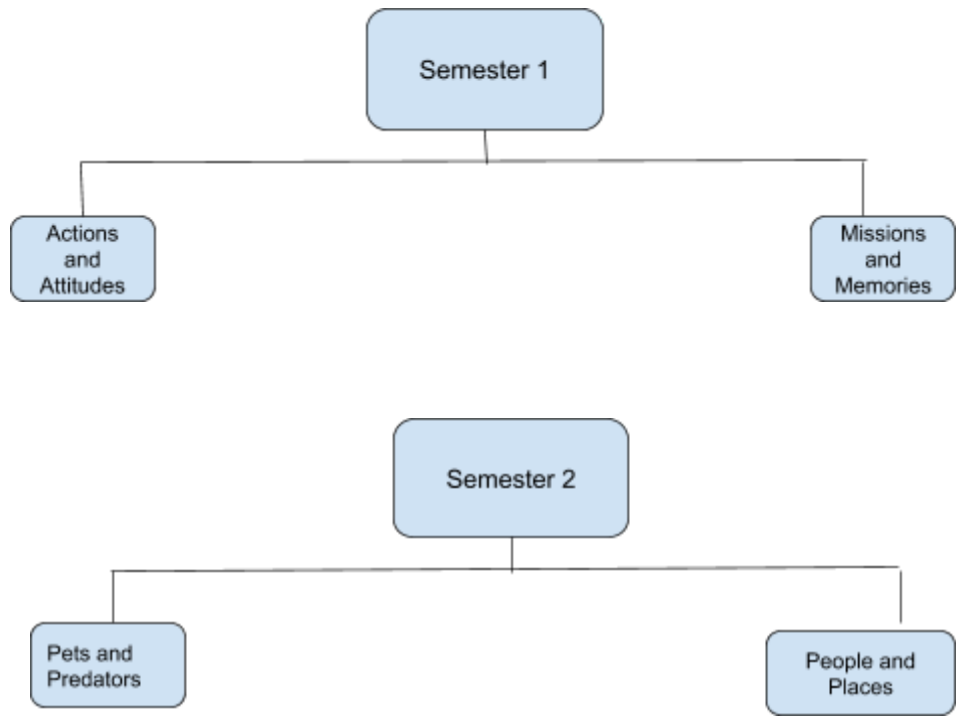 Semester 1
Actions
and
Attitudes
Missions
and
Memories
Semester 2
Pets and
Predators
People and
Places